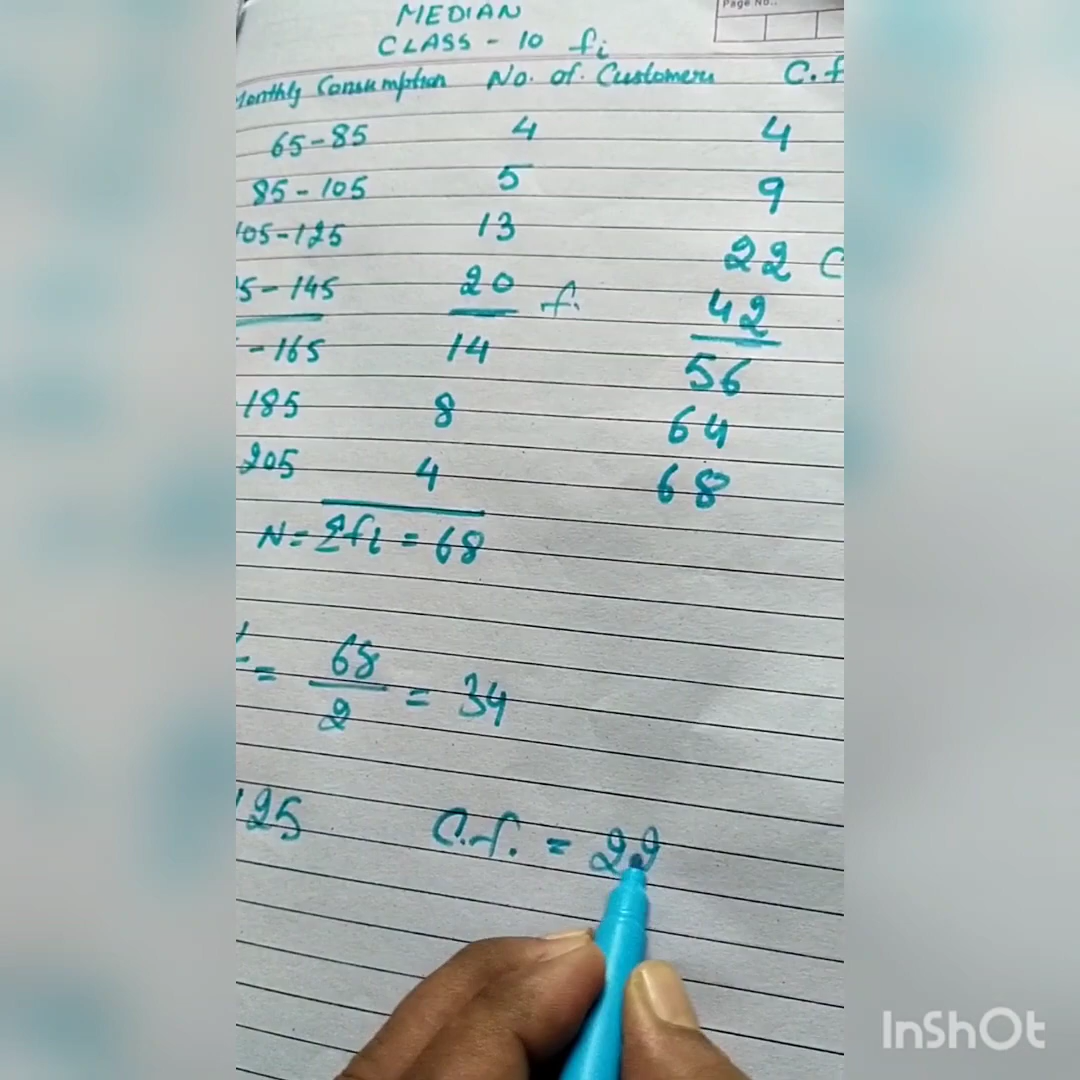 Page No..
MEDIAN
CLASS - 10 fi
Monthly Consumption No. of Customers C.f
65-85 4 4
85-105 5 9
105-125 13 22 C
5-145 20 f. 42
-165 14 56
185 8 64
205 4 68
N = Σfi = 68
= 68/2 = 34
125 C.f. = 22
InShOt